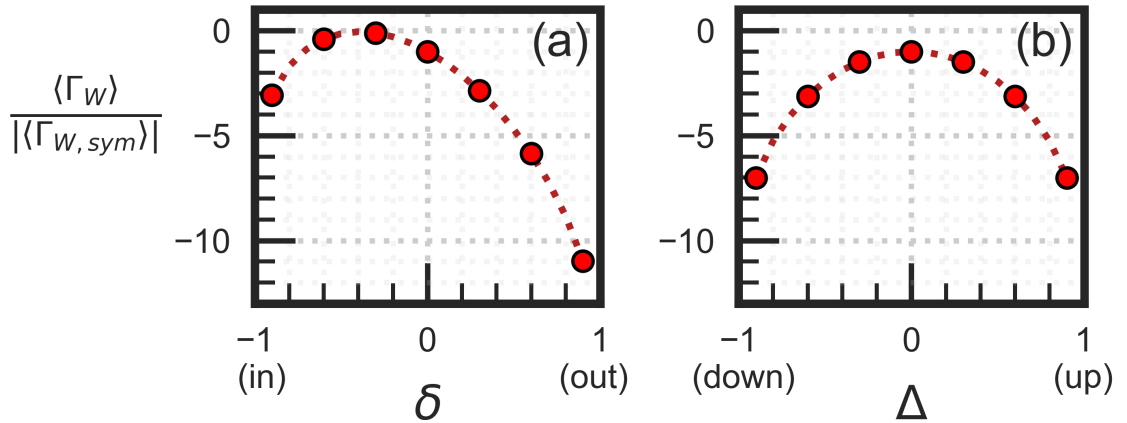 ⟨Γ_W⟩
|⟨Γ_{W, sym}⟩|
(a)
0
−5
−10
−1
0
1
(in)
(out)
δ
(b)
0
−5
−10
−1
0
1
(down)
(up)
Δ